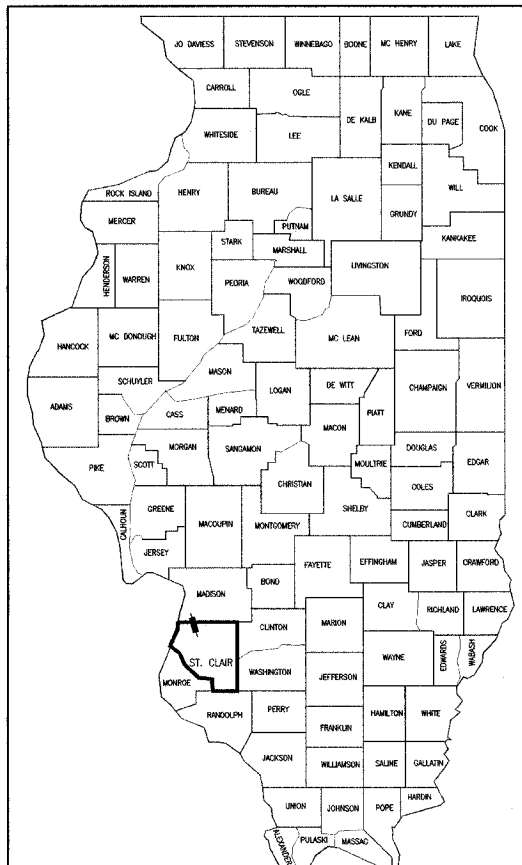 JO DAVIESS STEVENSON WINNEBAGO BOONE MC HENRY LAKE
CARROLL OGLE DE KALB KANE DU PAGE COOK
WHITESIDE LEE
KENDALL WILL
ROCK ISLAND HENRY BUREAU LA SALLE GRUNDY
MERCER PUTNAM KANKAKEE
STARK MARSHALL
HENDERSON WARREN KNOX PEORIA WOODFORD LIVINGSTON IROQUOIS
HANCOCK MC DONOUGH FULTON TAZEWELL MC LEAN FORD
MASON
SCHUYLER LOGAN DE WITT CHAMPAIGN VERMILION
ADAMS BROWN CASS MENARD PIATT
MORGAN SANGAMON MACON
PIKE SCOTT CHRISTIAN MOULTRIE DOUGLAS EDGAR
COLES
CALHOUN GREENE MACOUPIN MONTGOMERY SHELBY CUMBERLAND CLARK
JERSEY
FAYETTE EFFINGHAM JASPER CRAWFORD
MADISON BOND
CLAY RICHLAND LAWRENCE
CLINTON MARION
ST. CLAIR WAYNE EDWARDS WABASH
MONROE WASHINGTON JEFFERSON
RANDOLPH PERRY HAMILTON WHITE
FRANKLIN
JACKSON WILLIAMSON SALINE GALLATIN
UNION JOHNSON POPE HARDIN
ALEXANDER PULASKI MASSAC